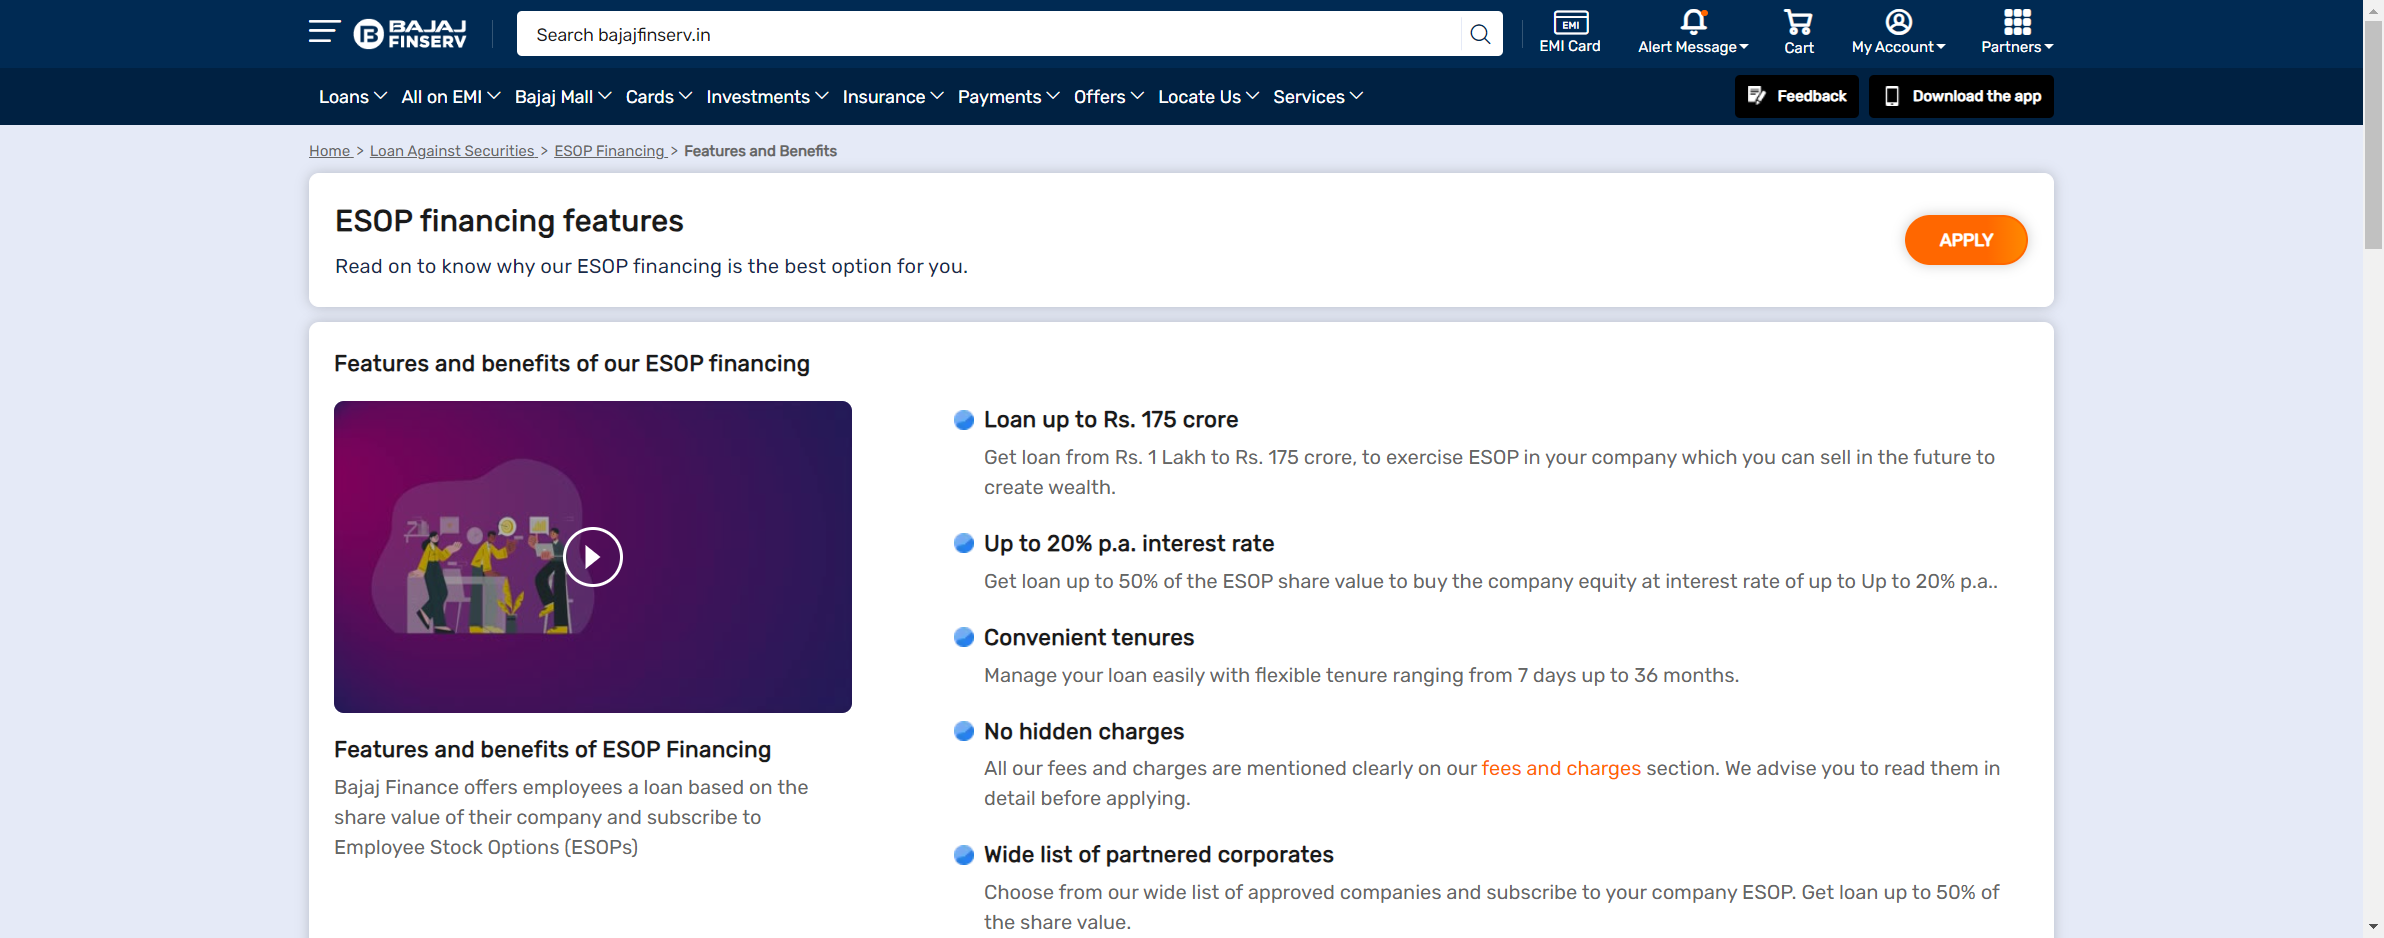 BAJAJ
FINSERV
Search bajajfinserv.in
EMI
EMI Card
Alert Message
Cart
My Account
Partners
Loans
All on EMI
Bajaj Mall
Cards
Investments
Insurance
Payments
Offers
Locate Us
Services
Feedback
Download the app
Home > Loan Against Securities > ESOP Financing > Features and Benefits
ESOP financing features
Read on to know why our ESOP financing is the best option for you.
APPLY
Features and benefits of our ESOP financing
Features and benefits of ESOP Financing
Bajaj Finance offers employees a loan based on the
share value of their company and subscribe to
Employee Stock Options (ESOPs)
Loan up to Rs. 175 crore
Get loan from Rs. 1 Lakh to Rs. 175 crore, to exercise ESOP in your company which you can sell in the future to
create wealth.
Up to 20% p.a. interest rate
Get loan up to 50% of the ESOP share value to buy the company equity at interest rate of up to Up to 20% p.a..
Convenient tenures
Manage your loan easily with flexible tenure ranging from 7 days up to 36 months.
No hidden charges
All our fees and charges are mentioned clearly on our fees and charges section. We advise you to read them in
detail before applying.
Wide list of partnered corporates
Choose from our wide list of approved companies and subscribe to your company ESOP. Get loan up to 50% of
the share value.